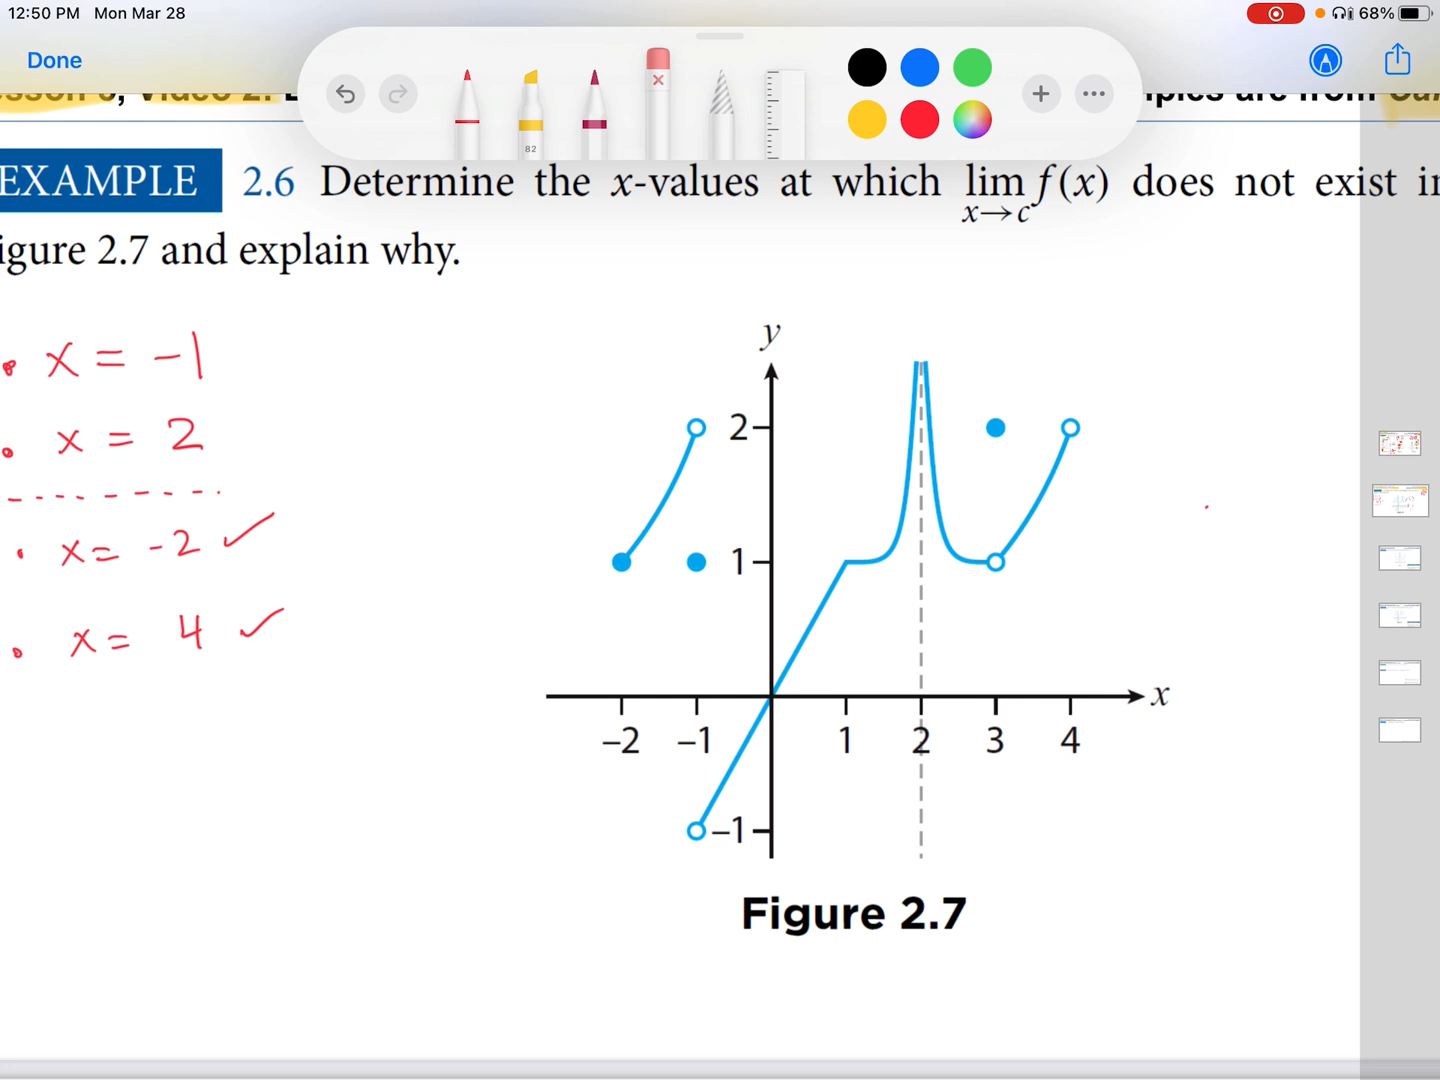 12:50 PM Mon Mar 28
68%
Done
82
EXAMPLE 2.6 Determine the x-values at which lim f(x) does not exist in
x→c
igure 2.7 and explain why.
• x = -1
• x = 2
• x = -2 ✓
• x = 4 ✓
y
2
1
-1
x
–2 –1 1 2 3 4
Figure 2.7